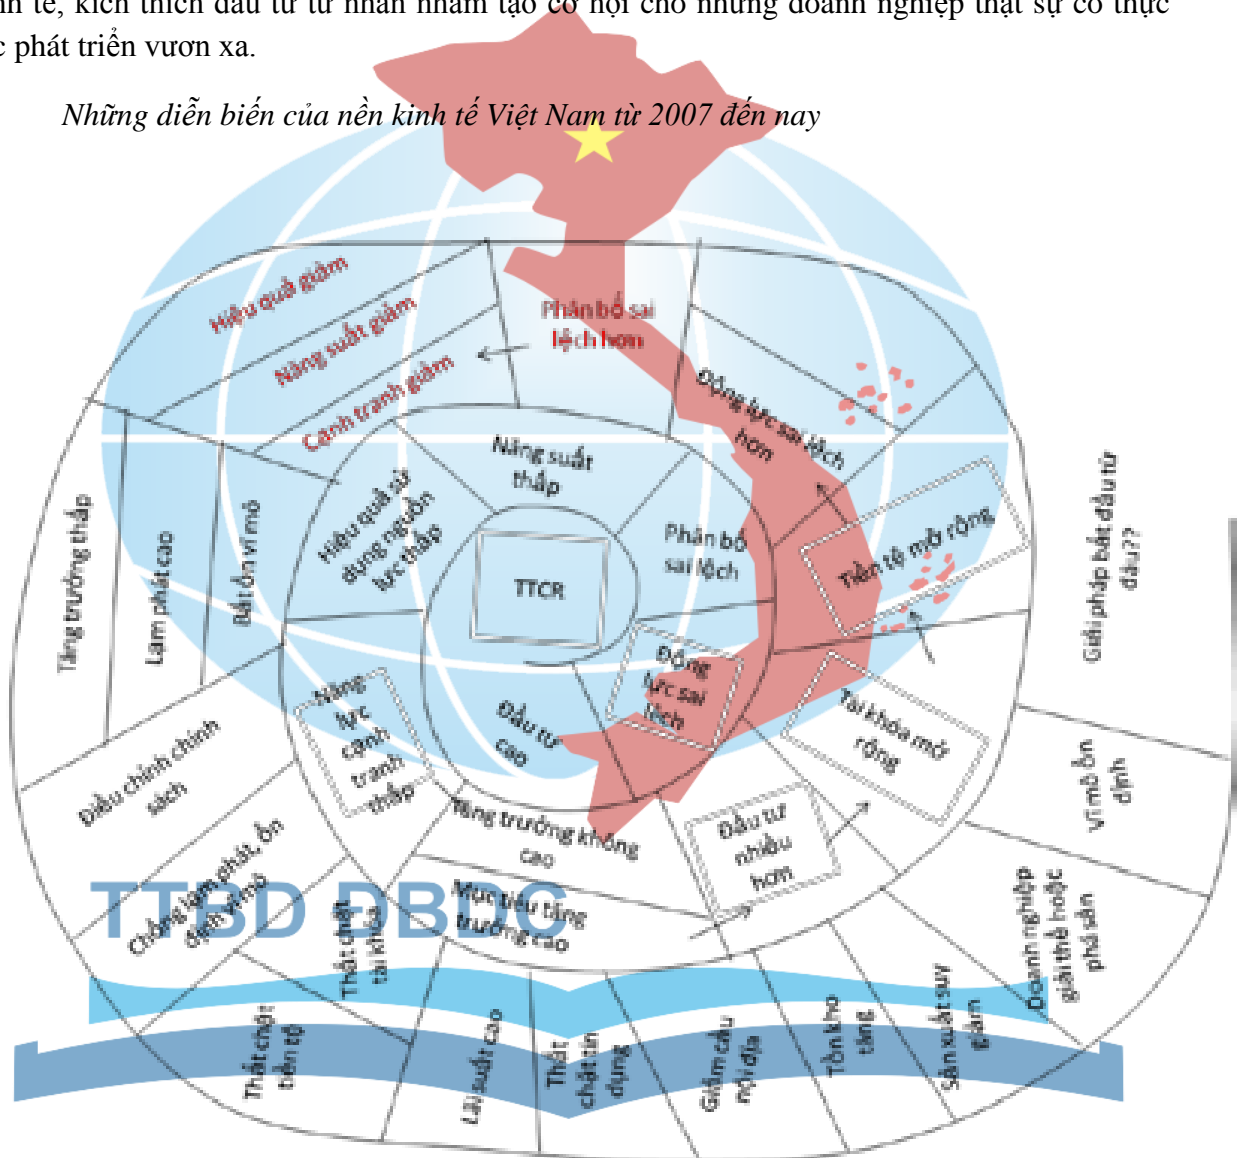 nh tế, kích thích đầu tư tư nhân nhằm tạo cơ hội cho những doanh nghiệp thật sự có thực
c phát triển vươn xa.
Những diễn biến của nền kinh tế Việt Nam từ 2007 đến nay
Hiệu quả giảm
Năng suất giảm
Cạnh tranh giảm
Phân bổ sai
lệch hơn
Động lực sai lệch
hơn
Tiền tệ mở rộng
Tài khóa mở
rộng
Đầu tư
nhiều
hơn
Mục tiêu tăng
trưởng cao
Tăng trưởng không
cao
Năng
lực
cạnh
tranh
thấp
Hiệu quả sử
dụng nguồn
lực thấp
Năng suất
thấp
Phân bổ
sai lệch
Động
lực sai
lệch
Đầu tư
cao
TTCR
Tăng trưởng thấp
Lạm phát cao
Bất ổn vĩ mô
Điều chỉnh chính
sách
Chống lạm phát, ổn
định vĩ mô
Thắt chặt
tài khóa
Thắt chặt
tiền tệ
Lãi suất cao
Thắt
chặt tín
dụng
Giảm cầu
nội địa
Tồn kho
tăng
Sản xuất suy
giảm
Doanh nghiệp
giải thể hoặc
phá sản
Vĩ mô ổn
định
Giải pháp bắt đầu từ
đâu??
TTBD ĐBDC